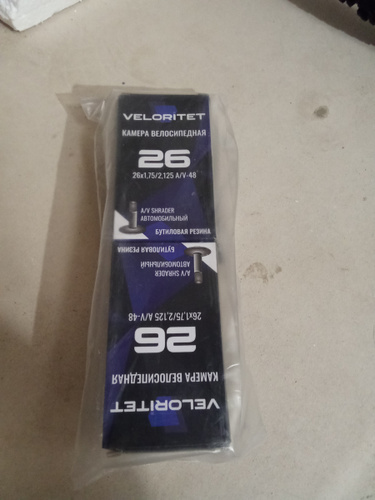 VELORITET
КАМЕРА ВЕЛОСИПЕДНАЯ
26
26x1,75/2,125 A/V-48
A/V SHRADER
АВТОМОБИЛЬНЫЙ
БУТИЛОВАЯ РЕЗИНА
VELORITET
КАМЕРА ВЕЛОСИПЕДНАЯ
26
26x1,75/2,125 A/V-48
A/V SHRADER
АВТОМОБИЛЬНЫЙ
БУТИЛОВАЯ РЕЗИНА